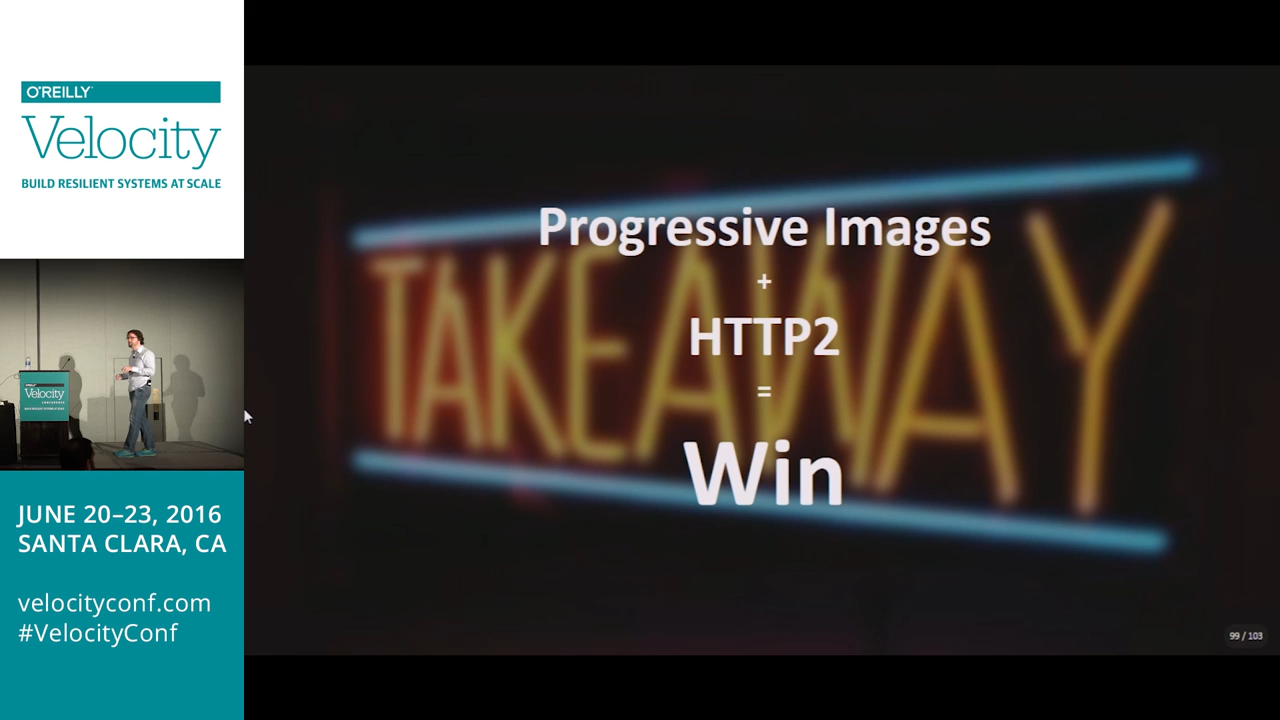 O'REILLY
Velocity
BUILD RESILIENT SYSTEMS AT SCALE
Velocity
JUNE 20–23, 2016
SANTA CLARA, CA
velocityconf.com
#VelocityConf
TAKEAWAY
Progressive Images
+
HTTP2
=
Win
99 / 103